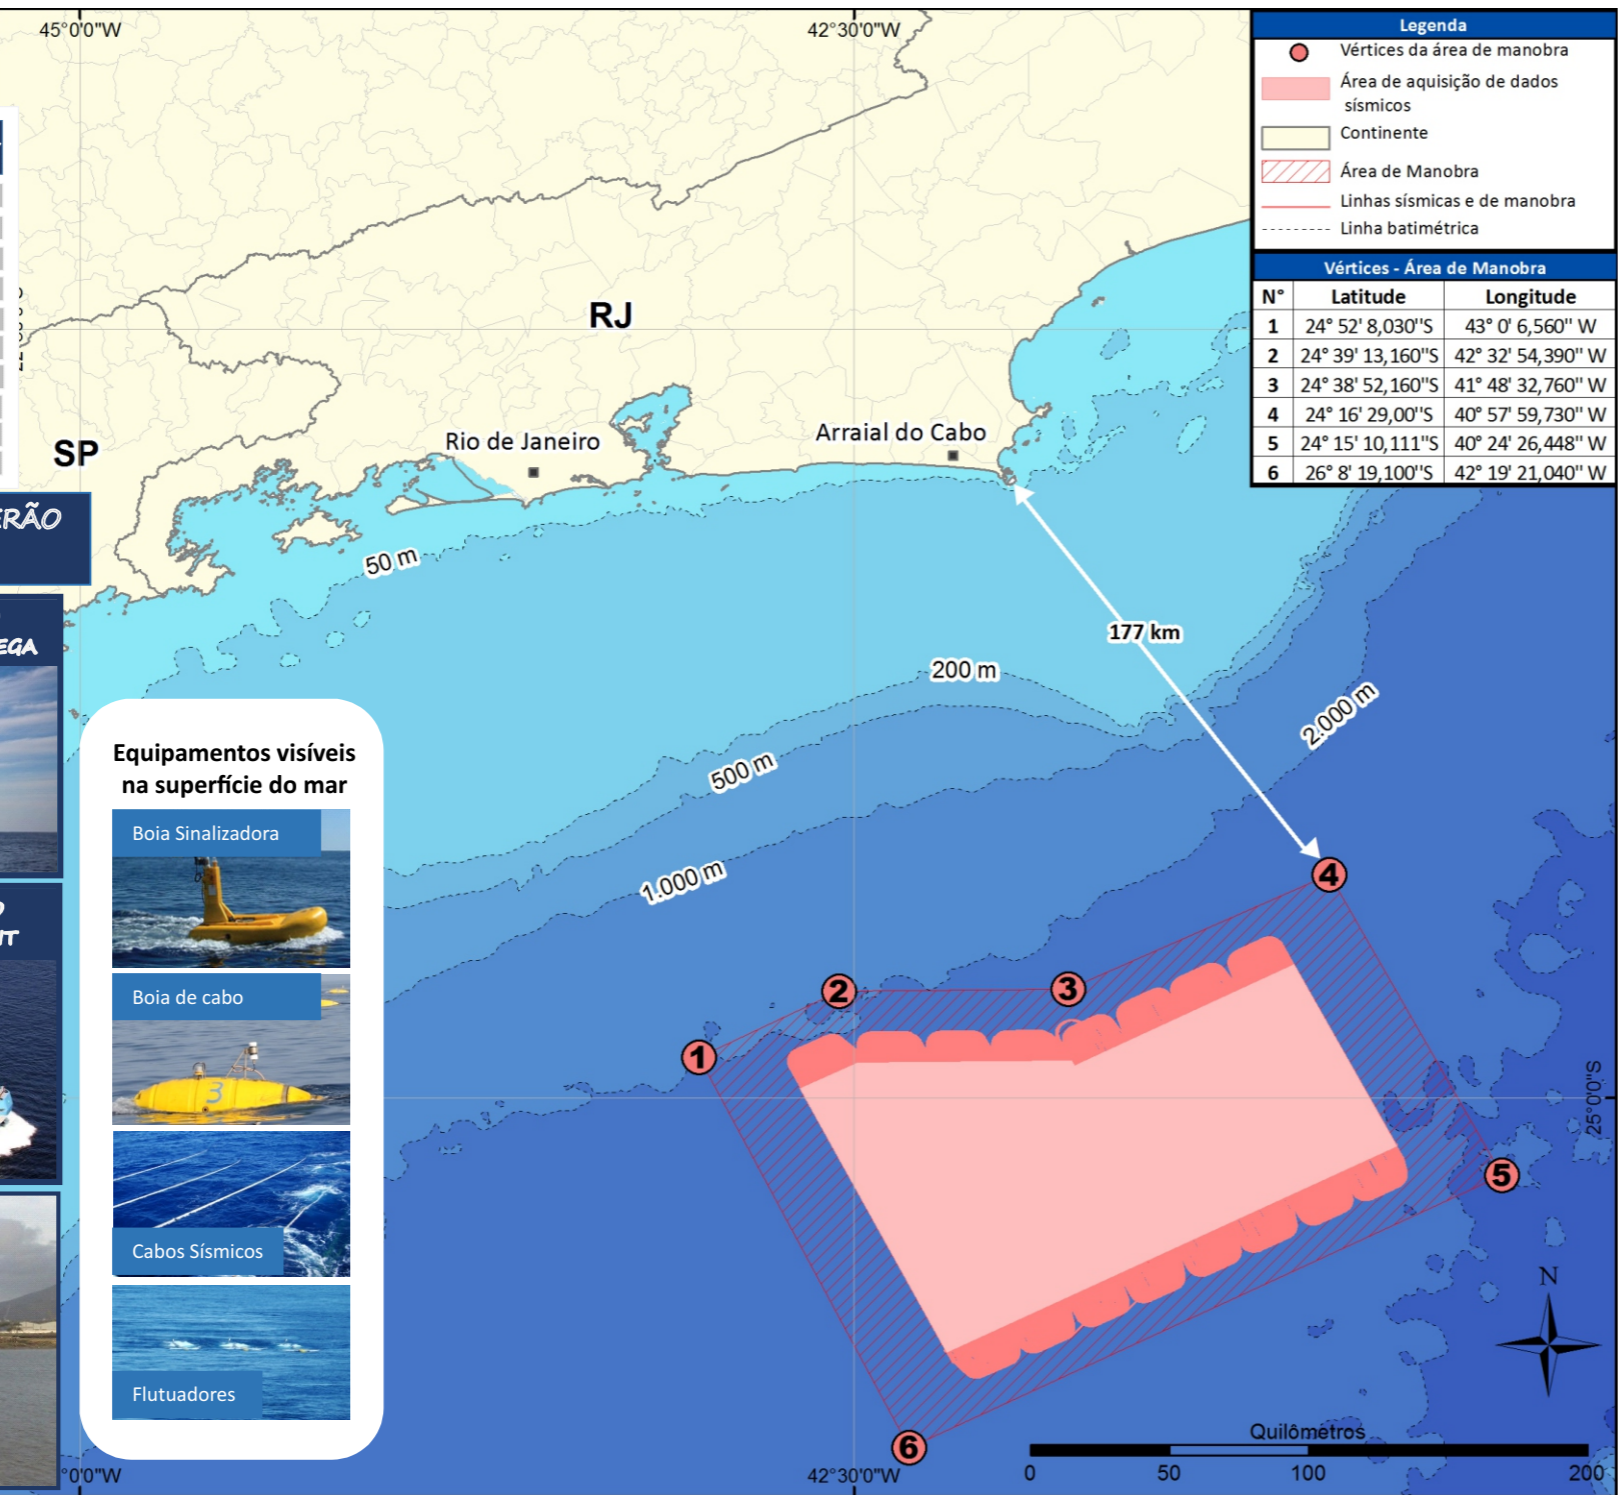 45°0'0"W
42°30'0"W
Legenda
Vértices da área de manobra
Área de aquisição de dados
sísmicos
Continente
Área de Manobra
Linhas sísmicas e de manobra
Linha batimétrica
Vértices - Área de Manobra
N° Latitude Longitude
1 24° 52' 8,030''S 43° 0' 6,560'' W
2 24° 39' 13,160''S 42° 32' 54,390'' W
3 24° 38' 52,160''S 41° 48' 32,760'' W
4 24° 16' 29,00''S 40° 57' 59,730'' W
5 24° 15' 10,111''S 40° 24' 26,448'' W
6 26° 8' 19,100''S 42° 19' 21,040'' W
RJ
SP
Rio de Janeiro
Arraial do Cabo
50 m
177 km
200 m
2.000 m
500 m
1.000 m
Equipamentos visíveis
na superfície do mar
Boia Sinalizadora
Boia de cabo
3
Cabos Sísmicos
Flutuadores
1
2
3
4
5
6
25°0'0"S
N
Quilômetros
0 50 100 200
°0'0"W
42°30'0"W